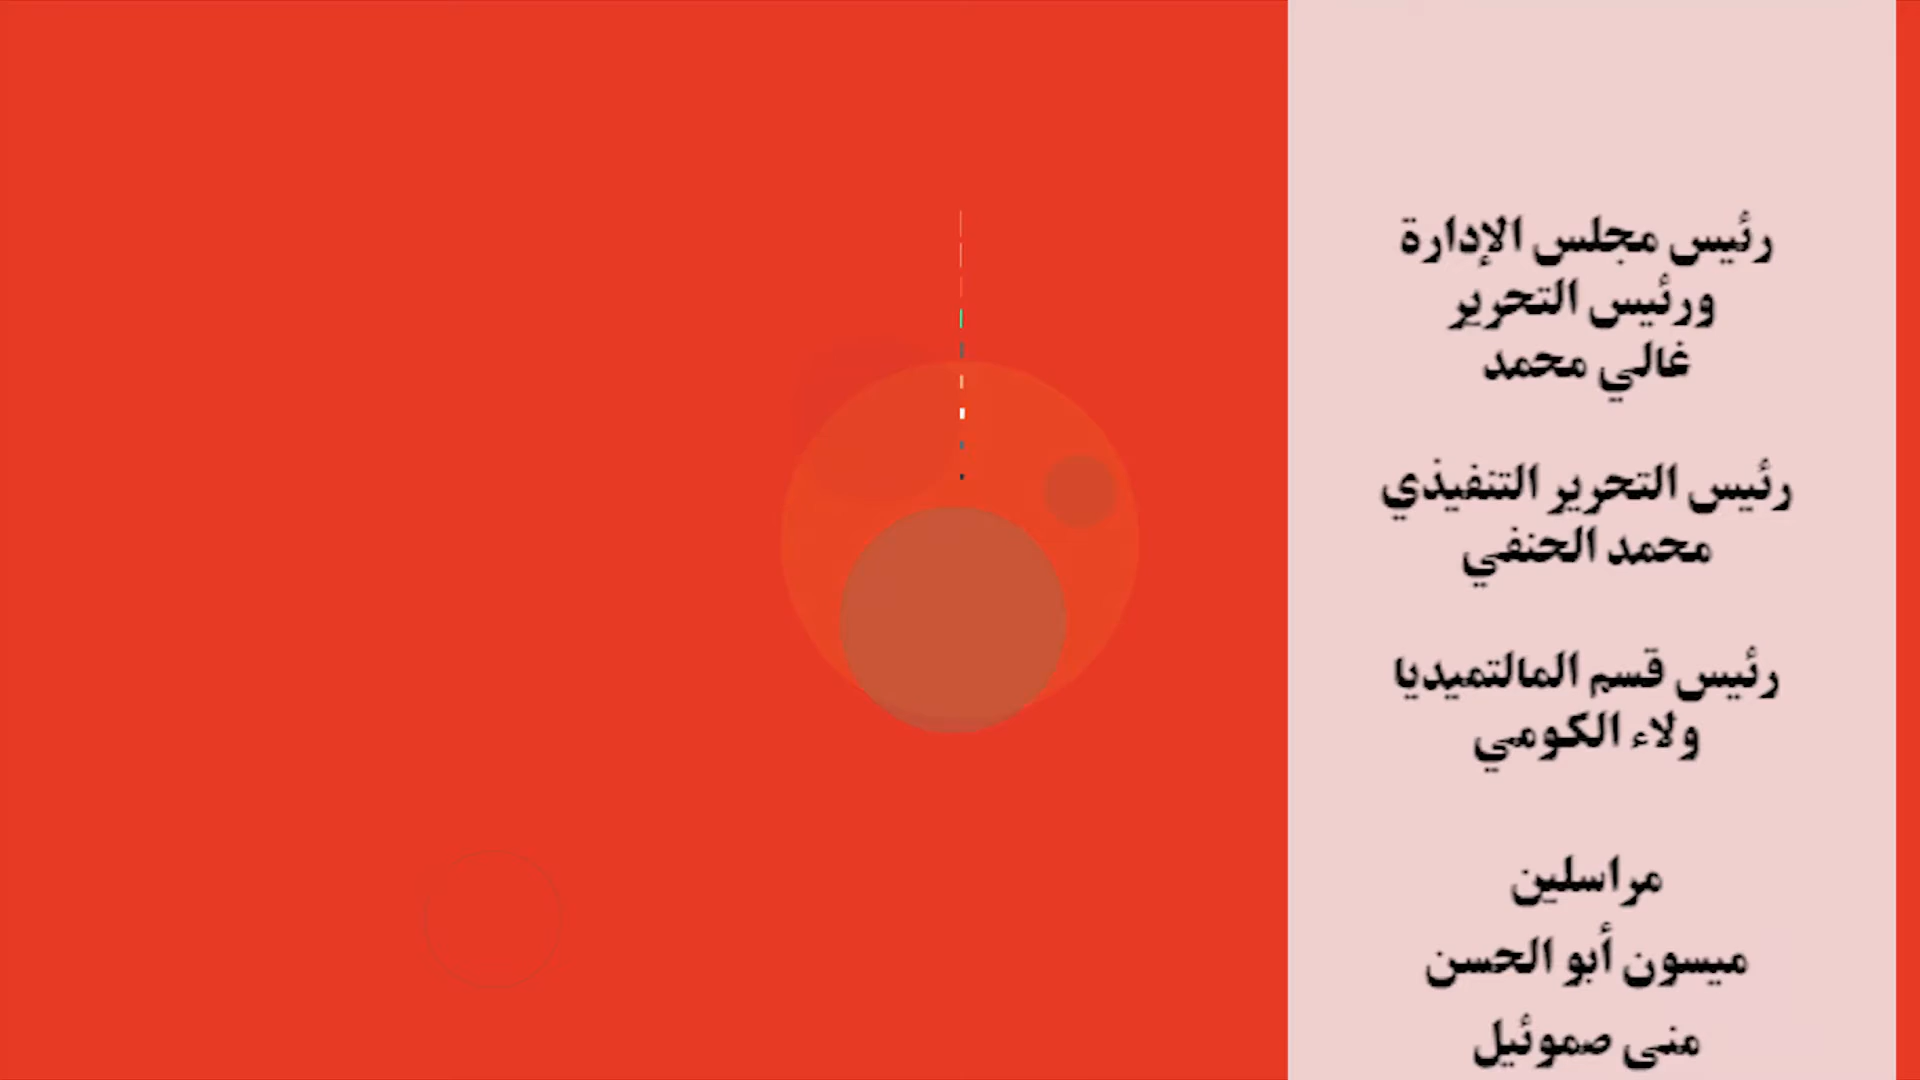 رئيس مجلس الإدارة
ورئيس التحرير
غالي محمد
رئيس التحرير التنفيذي
محمد الحنفي
رئيس قسم المالتميديا
ولاء الكومي
مراسلين
ميسون أبو الحسن
منى صموئيل